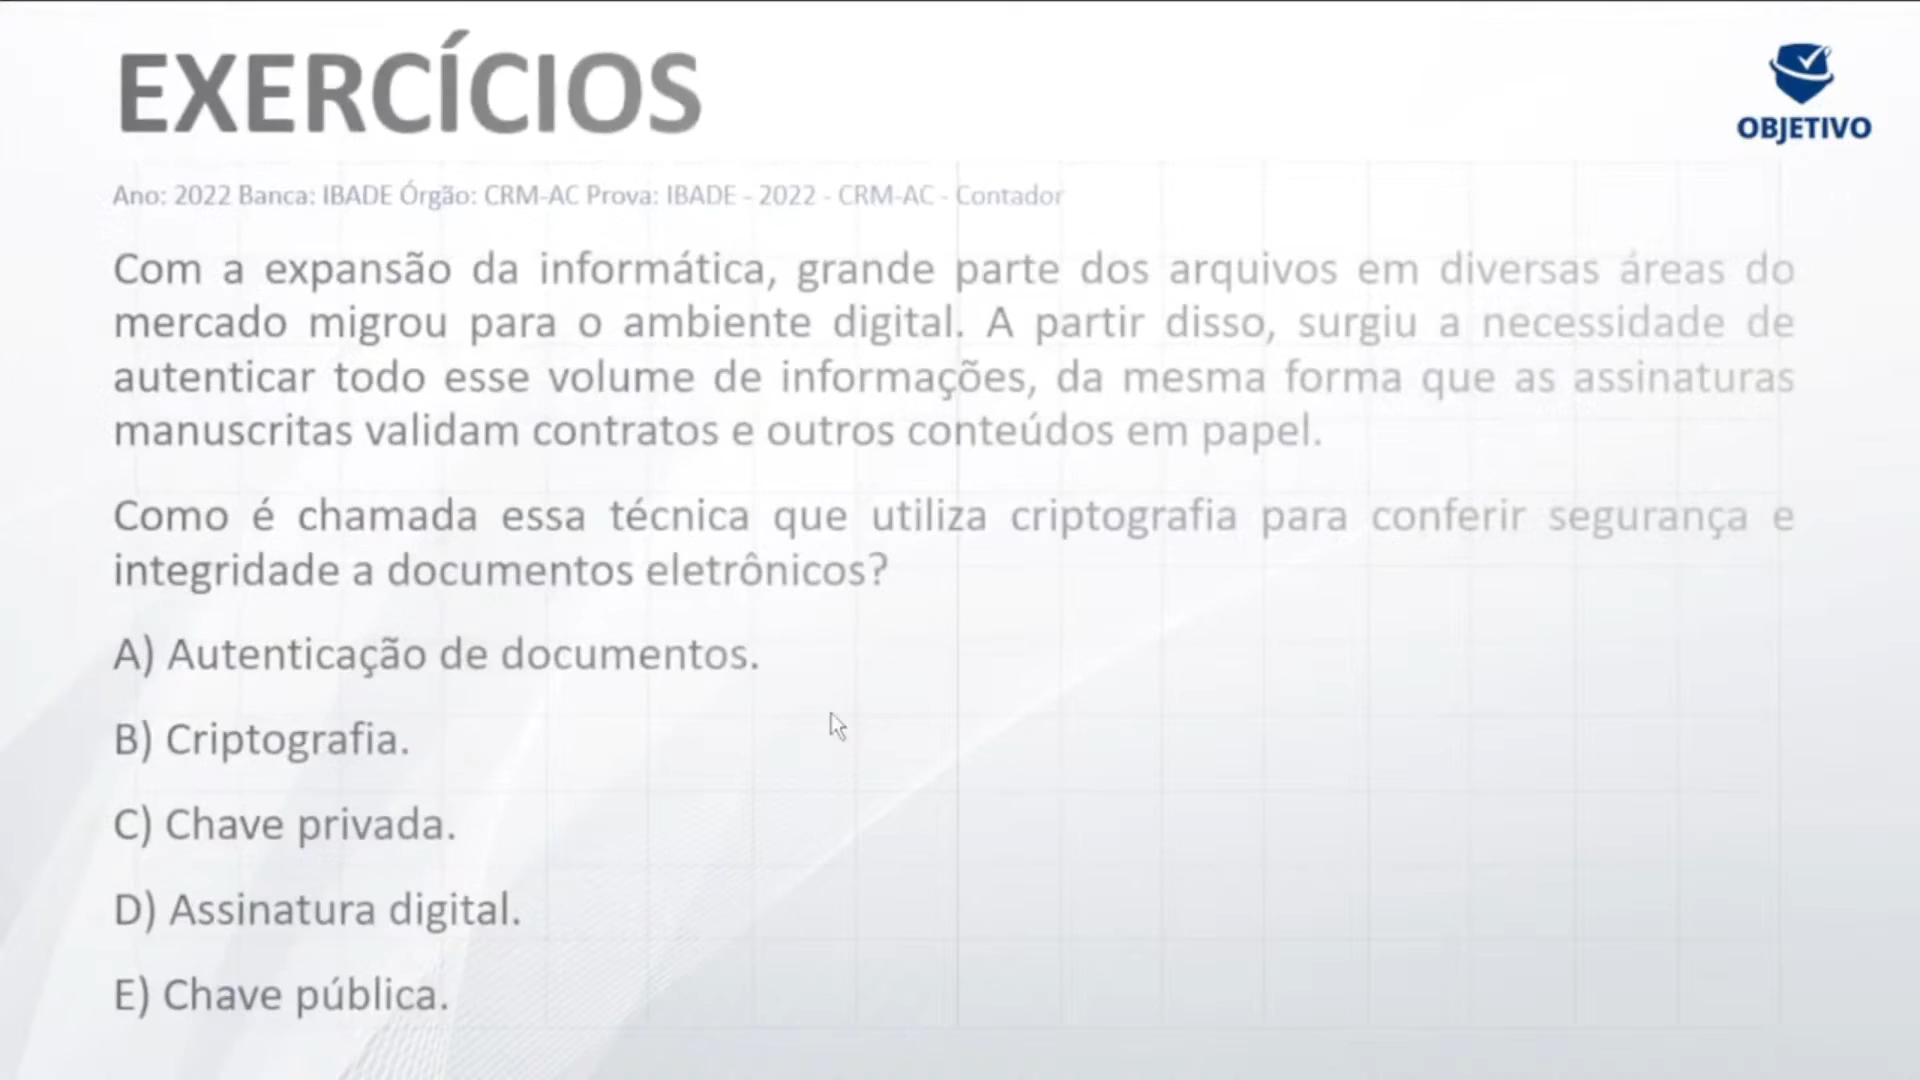 EXERCÍCIOS
OBJETIVO
Ano: 2022 Banca: IBADE Órgão: CRM-AC Prova: IBADE - 2022 - CRM-AC - Contador
Com a expansão da informática, grande parte dos arquivos em diversas áreas do
mercado migrou para o ambiente digital. A partir disso, surgiu a necessidade de
autenticar todo esse volume de informações, da mesma forma que as assinaturas
manuscritas validam contratos e outros conteúdos em papel.
Como é chamada essa técnica que utiliza criptografia para conferir segurança e
integridade a documentos eletrônicos?
A) Autenticação de documentos.
B) Criptografia.
C) Chave privada.
D) Assinatura digital.
E) Chave pública.